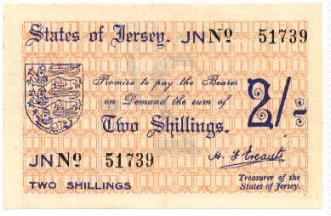 States of Jersey. JN Nº 51739
Promise to pay the Bearer
on Demand the sum of
2/-
Two Shillings.
JN Nº 51739
H. F. Ereaut
TWO SHILLINGS
Treasurer of the
States of Jersey.